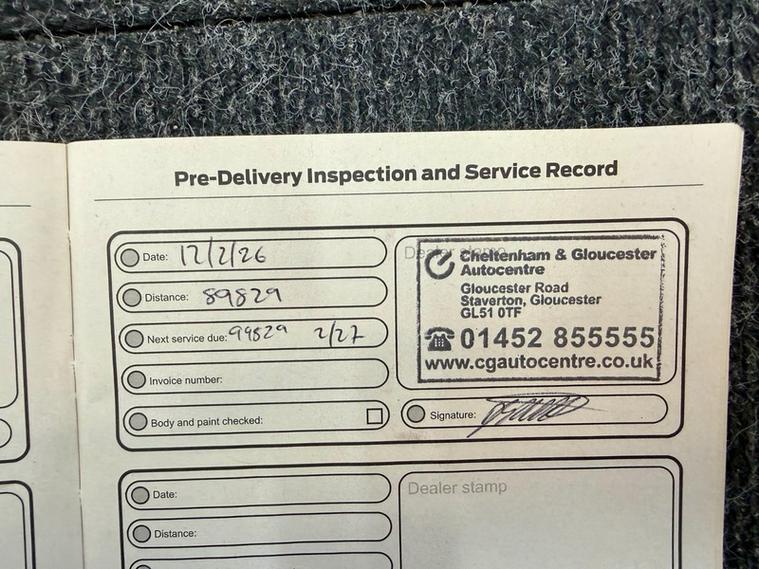 Pre-Delivery Inspection and Service Record
Date: 12/2/26
Distance: 89829
Next service due: 99829 2/27
Invoice number:
Body and paint checked:
Dealer stamp
Cheltenham & Gloucester
Autocentre
Gloucester Road
Staverton, Gloucester
GL51 0TF
01452 855555
www.cgautocentre.co.uk
Signature:
Date:
Distance:
Dealer stamp